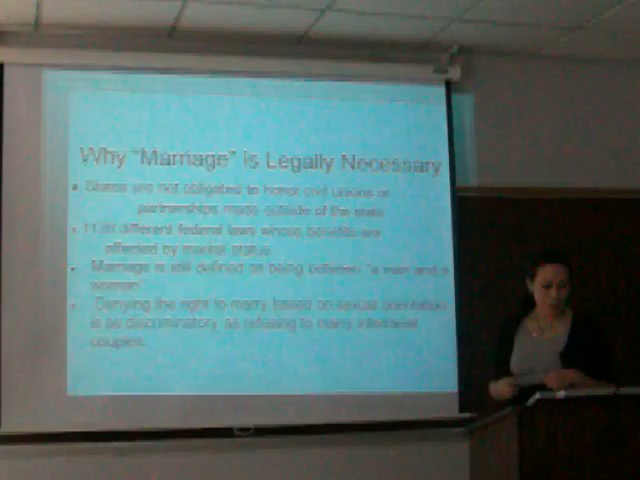 Why "Marriage" is Legally Necessary
• States are not obligated to honor civil unions or
partnerships made outside of the state
• 1138 different federal laws whose benefits are
affected by marital status
• Marriage is still defined as being between "a man and a
woman"
• Denying the right to marry based on sexual orientation
is as discriminatory as refusing to marry interracial
couples.